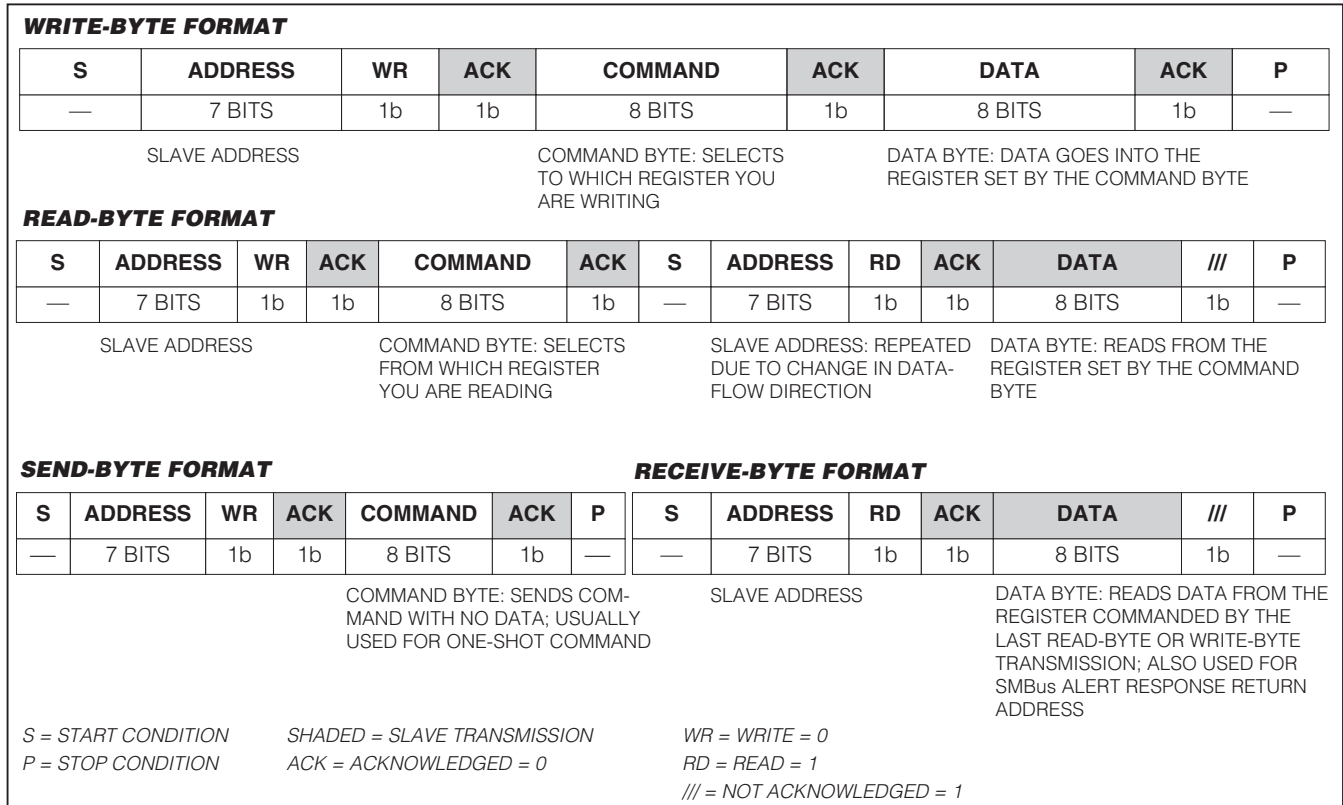 WRITE-BYTE FORMAT
S ADDRESS WR ACK COMMAND ACK DATA ACK P
— 7 BITS 1b 1b 8 BITS 1b 8 BITS 1b —
SLAVE ADDRESS
COMMAND BYTE: SELECTS
TO WHICH REGISTER YOU
ARE WRITING
DATA BYTE: DATA GOES INTO THE
REGISTER SET BY THE COMMAND BYTE
READ-BYTE FORMAT
S ADDRESS WR ACK COMMAND ACK S ADDRESS RD ACK DATA /// P
— 7 BITS 1b 1b 8 BITS 1b — 7 BITS 1b 1b 8 BITS 1b —
SLAVE ADDRESS
COMMAND BYTE: SELECTS
FROM WHICH REGISTER
YOU ARE READING
SLAVE ADDRESS: REPEATED
DUE TO CHANGE IN DATA-
FLOW DIRECTION
DATA BYTE: READS FROM THE
REGISTER SET BY THE COMMAND
BYTE
SEND-BYTE FORMAT
S ADDRESS WR ACK COMMAND ACK P
— 7 BITS 1b 1b 8 BITS 1b —
COMMAND BYTE: SENDS COM-
MAND WITH NO DATA; USUALLY
USED FOR ONE-SHOT COMMAND
RECEIVE-BYTE FORMAT
S ADDRESS RD ACK DATA /// P
— 7 BITS 1b 1b 8 BITS 1b —
SLAVE ADDRESS
DATA BYTE: READS DATA FROM THE
REGISTER COMMANDED BY THE
LAST READ-BYTE OR WRITE-BYTE
TRANSMISSION; ALSO USED FOR
SMBus ALERT RESPONSE RETURN
ADDRESS
S = START CONDITION SHADED = SLAVE TRANSMISSION WR = WRITE = 0
P = STOP CONDITION ACK = ACKNOWLEDGED = 0 RD = READ = 1
/// = NOT ACKNOWLEDGED = 1